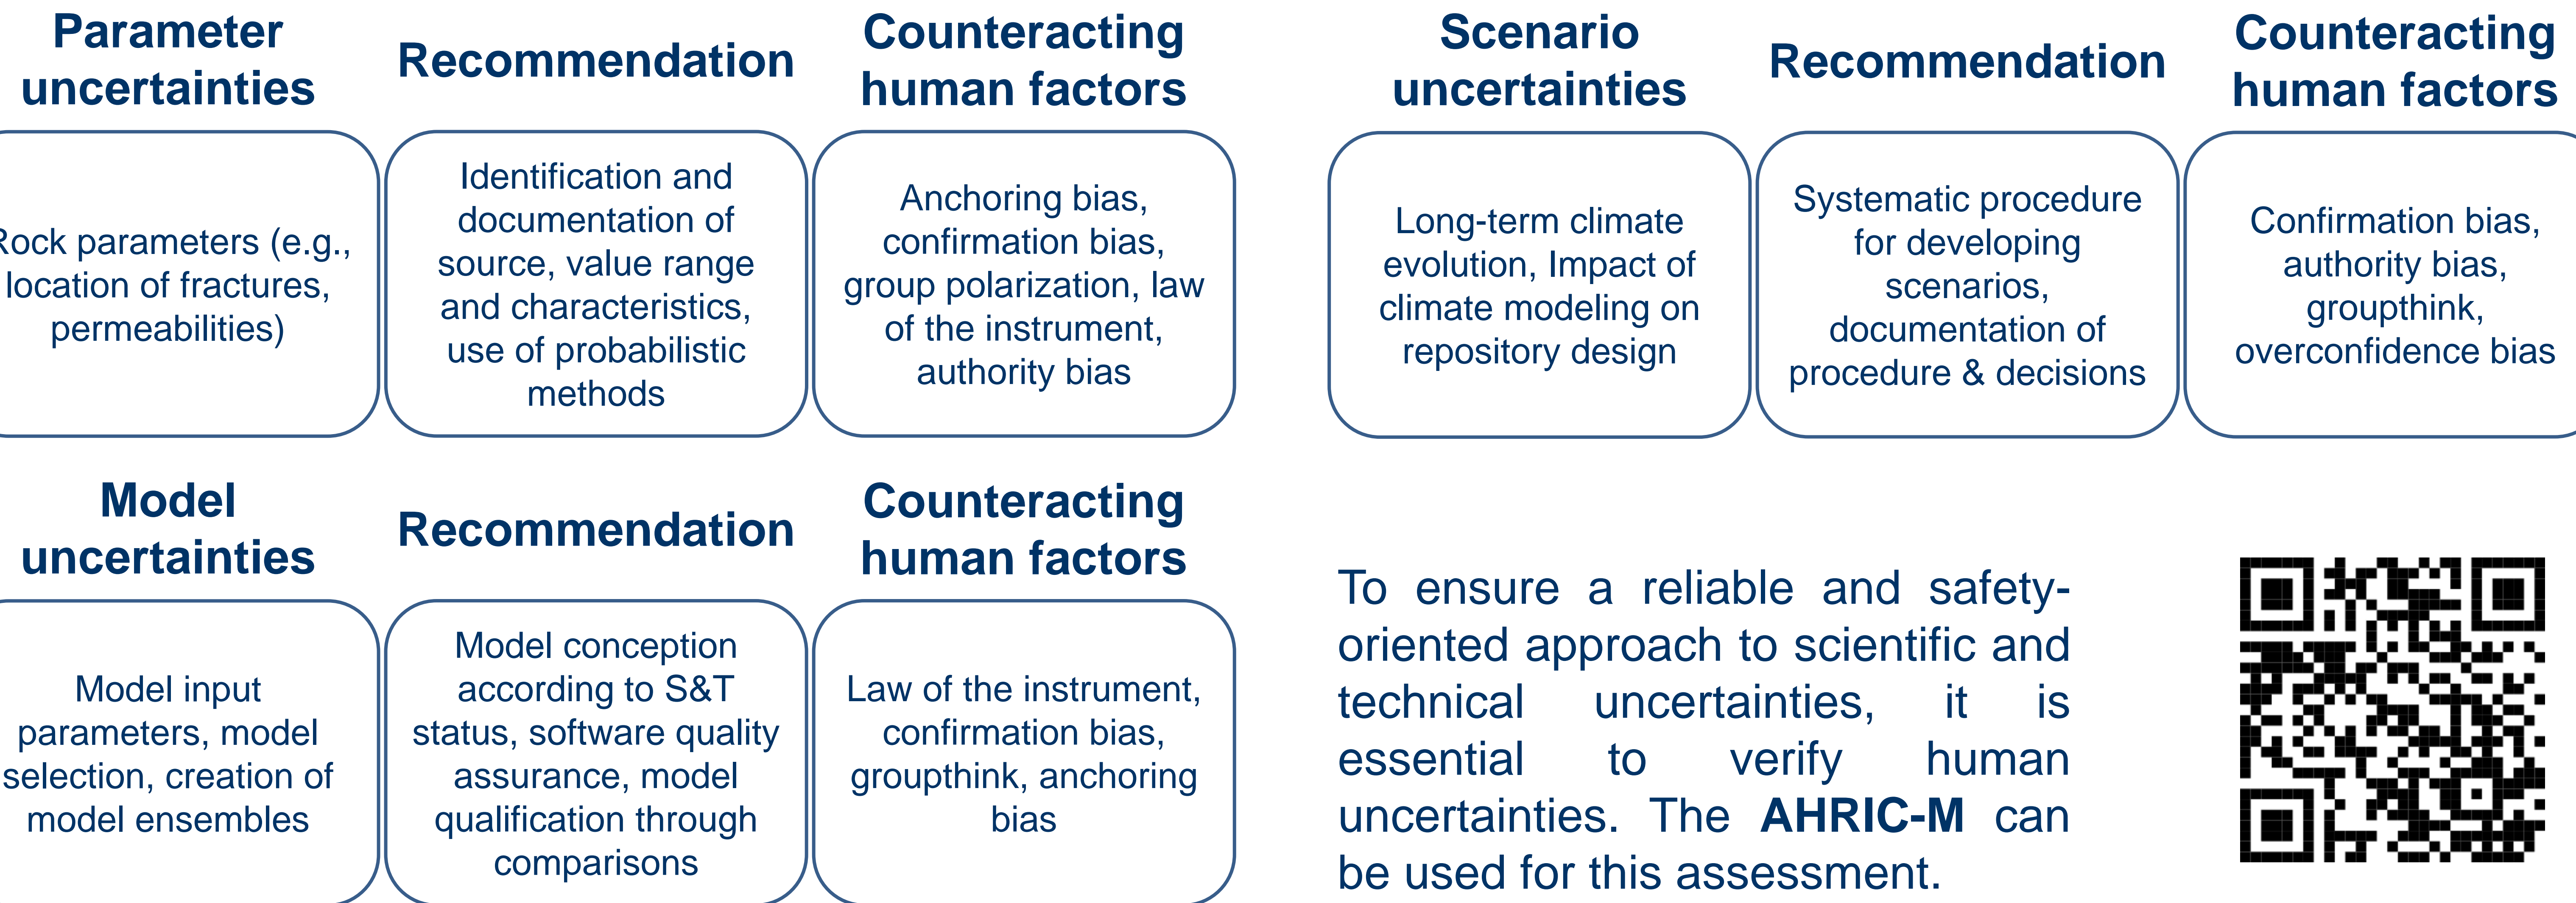 Parameter
uncertainties
Recommendation
Counteracting
human factors
Rock parameters (e.g.,
location of fractures,
permeabilities)
Identification and
documentation of
source, value range
and characteristics,
use of probabilistic
methods
Anchoring bias,
confirmation bias,
group polarization, law
of the instrument,
authority bias
Scenario
uncertainties
Recommendation
Counteracting
human factors
Long-term climate
evolution, Impact of
climate modeling on
repository design
Systematic procedure
for developing
scenarios,
documentation of
procedure & decisions
Confirmation bias,
authority bias,
groupthink,
overconfidence bias
Model
uncertainties
Recommendation
Counteracting
human factors
Model input
parameters, model
selection, creation of
model ensembles
Model conception
according to S&T
status, software quality
assurance, model
qualification through
comparisons
Law of the instrument,
confirmation bias,
groupthink, anchoring
bias
To ensure a reliable and safety-
oriented approach to scientific and
technical uncertainties, it is
essential to verify human
uncertainties. The AHRIC-M can
be used for this assessment.